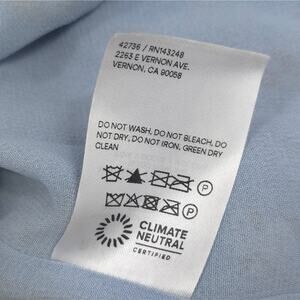 42736 / RN143248
2263 E VERNON AVE.
VERNON, CA 90058
DO NOT WASH, DO NOT BLEACH, DO
NOT DRY, DO NOT IRON, GREEN DRY
CLEAN
P
P
CLIMATE
NEUTRAL
CERTIFIED